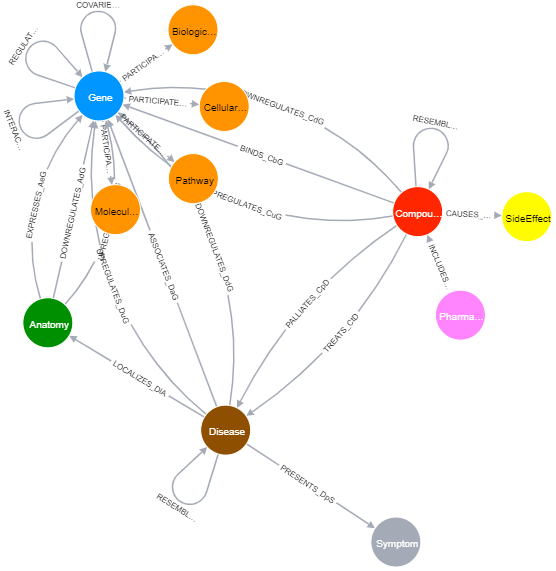 COVARIE...
Biologic...
REGULAT...
PARTICIPA...
Gene
PARTICIPATE...
Cellular...
DOWNREGULATES_CdG
INTERAC...
PARTICIPATE...
PARTICIPA...
BINDS_CbG
RESEMBL...
Pathway
EXPRESSES_AeG
DOWNREGULATES_AdG
Molecul...
PREGULATES_CuG
Compou...
CAUSES_...
SideEffect
UPREGULATES_DuG
ASSOCIATES_DaG
DOWNREGULATES_DdG
INCLUDES...
Anatomy
PALLIATES_CpD
Pharma...
TREATS_CtD
LOCALIZES_DlA
Disease
RESEMBL...
PRESENTS_DpS
Symptom